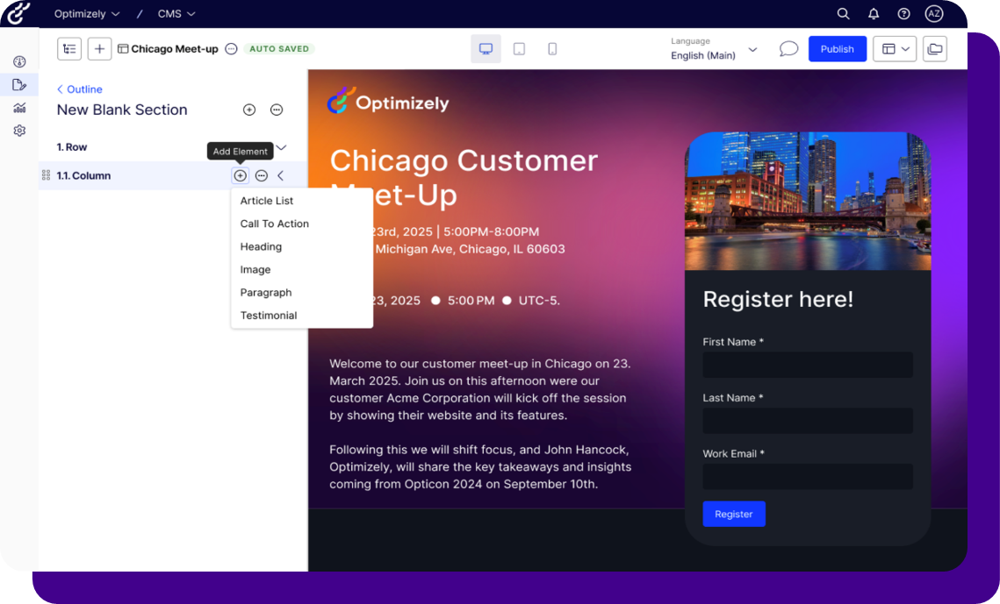 Optimizely / CMS
AZ
Chicago Meet-up
AUTO SAVED
Language
English (Main)
Publish
Outline
New Blank Section
1. Row
Add Element
1.1. Column
Article List
Call To Action
Heading
Image
Paragraph
Testimonial
Optimizely
Chicago Customer
et-Up
23rd, 2025 | 5:00PM-8:00PM
Michigan Ave, Chicago, IL 60603
23, 2025 ● 5:00 PM ● UTC-5.
Welcome to our customer meet-up in Chicago on 23.
March 2025. Join us on this afternoon were our
customer Acme Corporation will kick off the session
by showing their website and its features.
Following this we will shift focus, and John Hancock,
Optimizely, will share the key takeaways and insights
coming from Opticon 2024 on September 10th.
Register here!
First Name *
Last Name *
Work Email *
Register